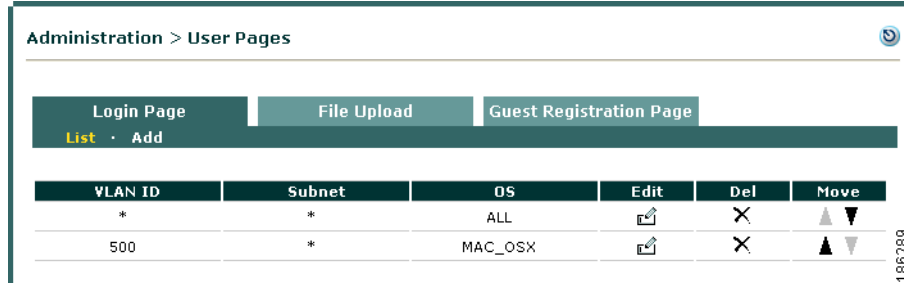 Administration > User Pages
Login Page File Upload Guest Registration Page
List · Add
VLAN ID Subnet OS Edit Del Move
* * ALL
500 * MAC_OSX
186289